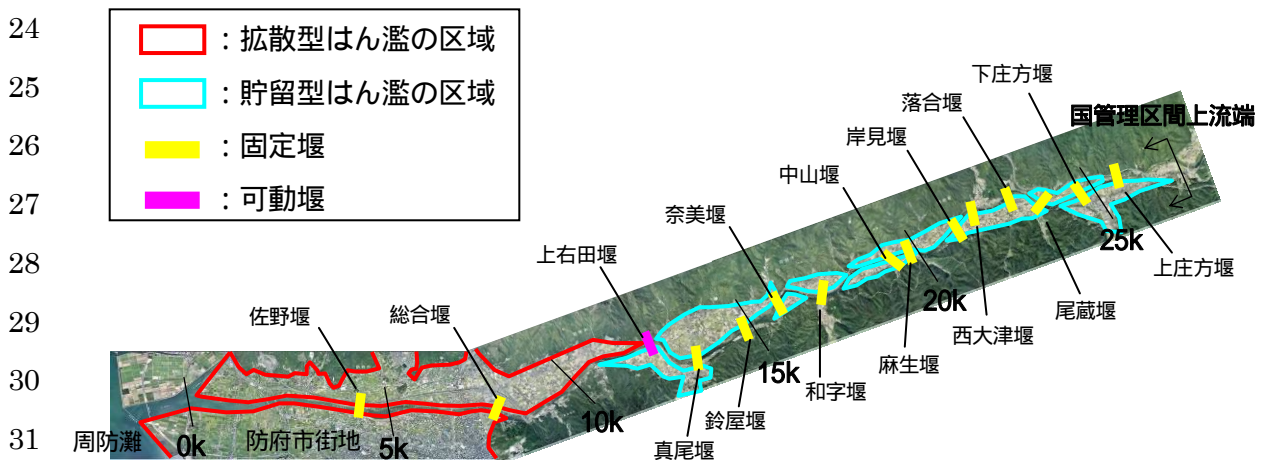 24
25
26
27
28
29
30
31
：拡散型はん濫の区域
：貯留型はん濫の区域
：固定堰
：可動堰
下庄方堰
落合堰
国管理区間上流端
岸見堰
中山堰
奈美堰
25k
上右田堰
上庄方堰
20k
尾蔵堰
佐野堰
総合堰
西大津堰
麻生堰
15k
和字堰
10k
鈴屋堰
周防灘
0k
防府市街地
5k
真尾堰